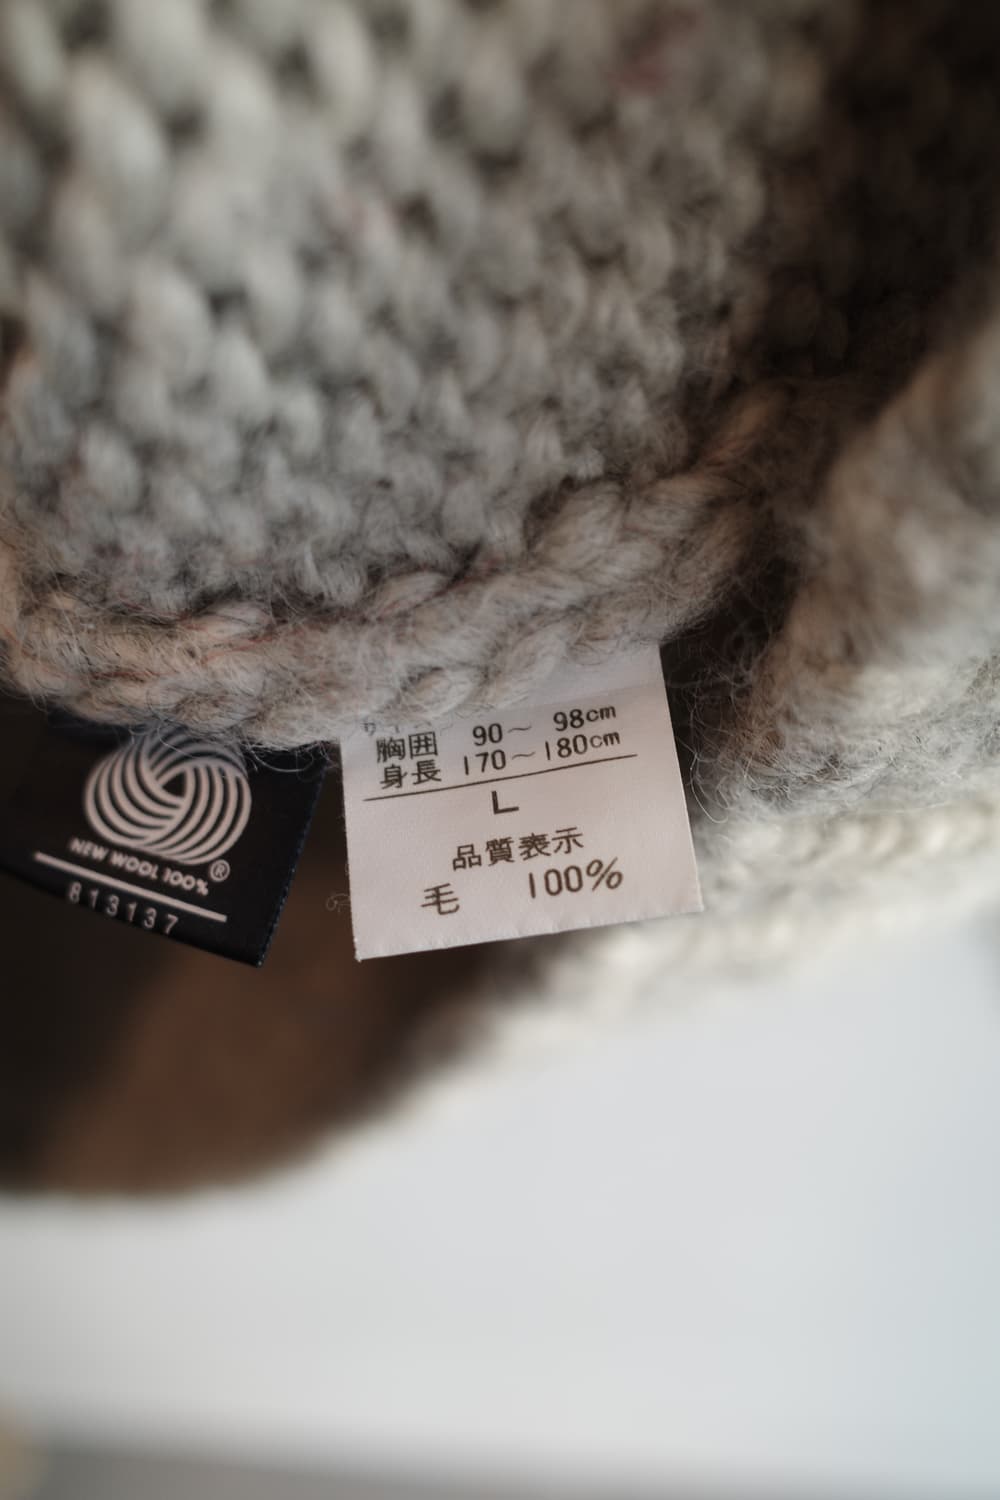 NEW WOOL 100%®
813137
胸囲 90～ 98cm
身長 170～180cm
L
品質表示
毛 100%